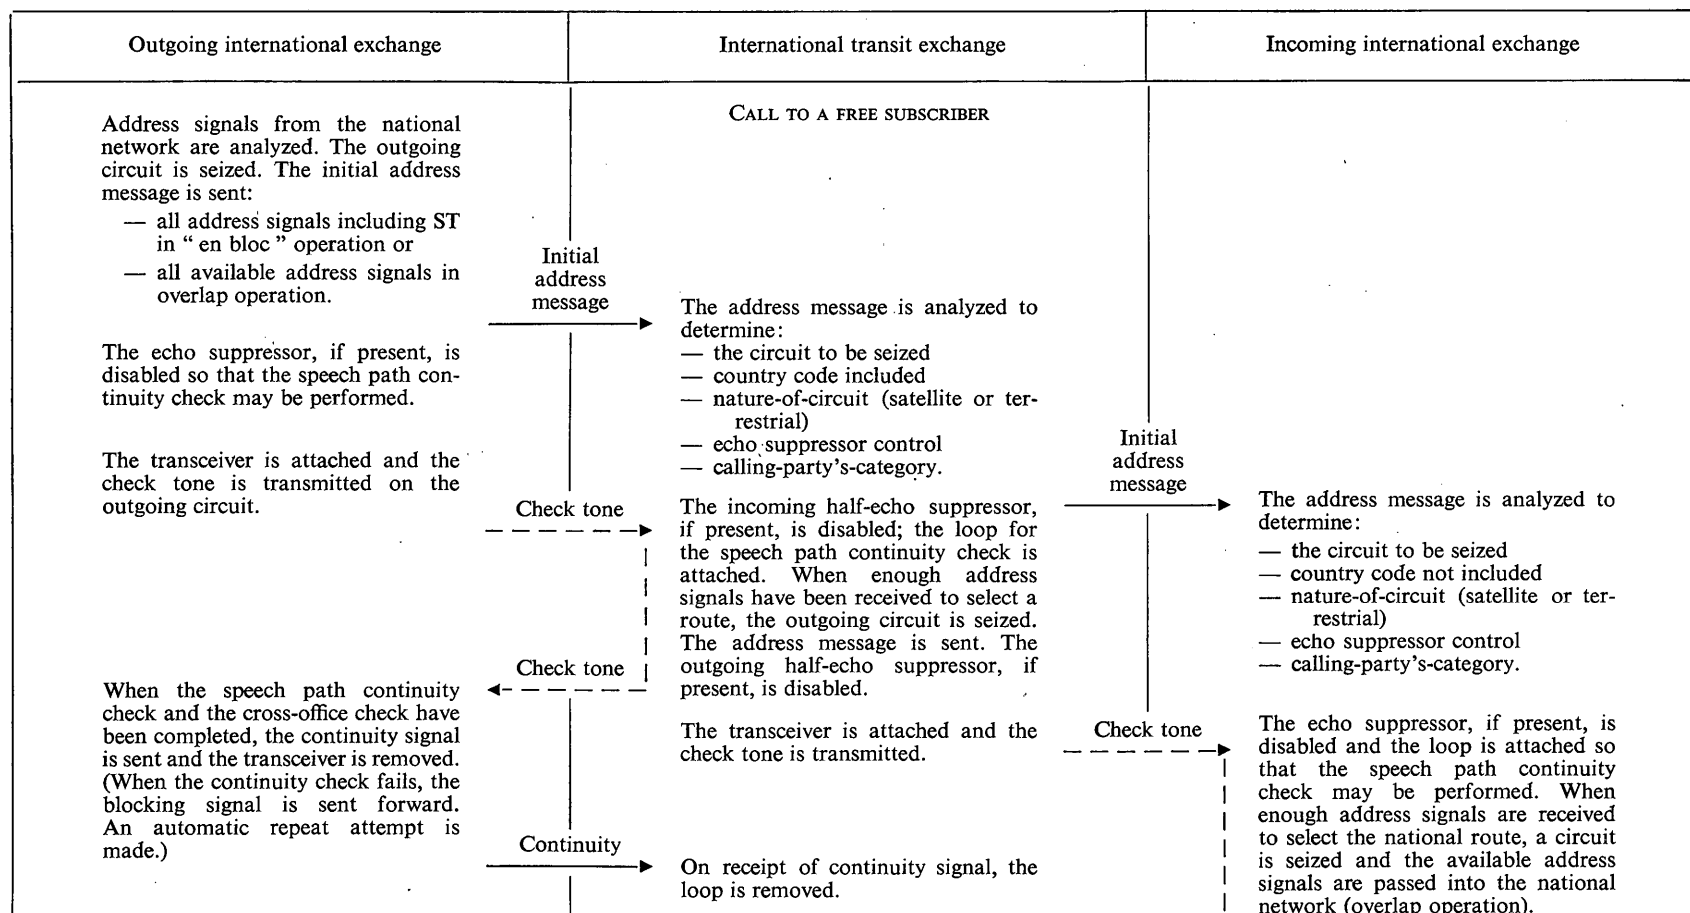 Outgoing international exchange
International transit exchange
Incoming international exchange
CALL TO A FREE SUBSCRIBER
Address signals from the national
network are analyzed. The outgoing
circuit is seized. The initial address
message is sent:
— all address signals including ST
in “ en bloc ” operation or
— all available address signals in
overlap operation.
Initial
address
message
The echo suppressor, if present, is
disabled so that the speech path con-
tinuity check may be performed.
The transceiver is attached and the
check tone is transmitted on the
outgoing circuit.
Check tone
Check tone
When the speech path continuity
check and the cross-office check have
been completed, the continuity signal
is sent and the transceiver is removed.
(When the continuity check fails, the
blocking signal is sent forward.
An automatic repeat attempt is
made.)
Continuity
The address message is analyzed to
determine:
— the circuit to be seized
— country code included
— nature-of-circuit (satellite or ter-
restrial)
— echo suppressor control
— calling-party's-category.
The incoming half-echo suppressor,
if present, is disabled; the loop for
the speech path continuity check is
attached. When enough address
signals have been received to select a
route, the outgoing circuit is seized.
The address message is sent. The
outgoing half-echo suppressor, if
present, is disabled.
The transceiver is attached and the
check tone is transmitted.
On receipt of continuity signal, the
loop is removed.
Initial
address
message
Check tone
The address message is analyzed to
determine:
— the circuit to be seized
— country code not included
— nature-of-circuit (satellite or ter-
restrial)
— echo suppressor control
— calling-party's-category.
The echo suppressor, if present, is
disabled and the loop is attached so
that the speech path continuity
check may be performed. When
enough address signals are received
to select the national route, a circuit
is seized and the available address
signals are passed into the national
network (overlap operation).